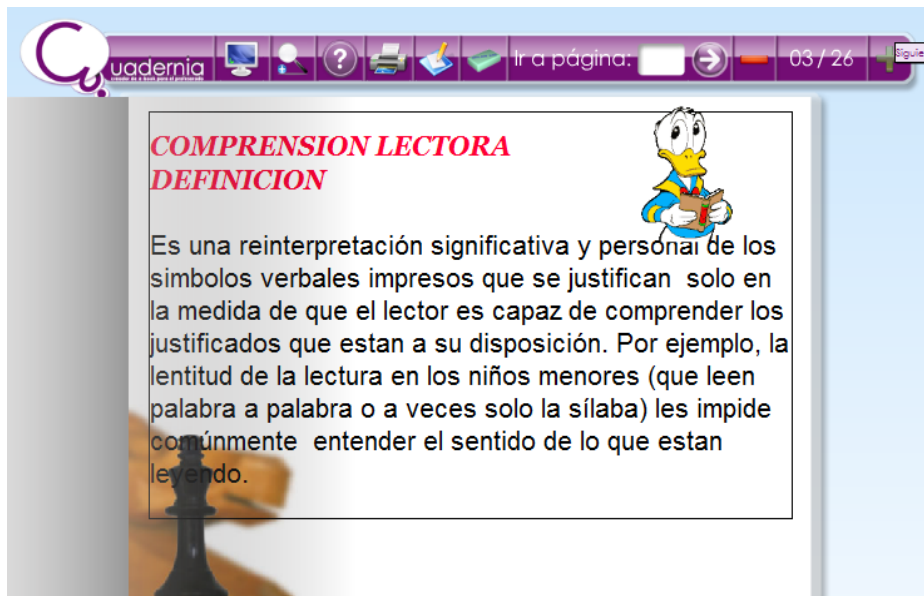 Cuadernia
Ir a página:
03 / 26
Siguie
COMPRENSION LECTORA
DEFINICION
Es una reinterpretación significativa y personal de los
simbolos verbales impresos que se justifican solo en
la medida de que el lector es capaz de comprender los
justificados que estan a su disposición. Por ejemplo, la
lentitud de la lectura en los niños menores (que leen
palabra a palabra o a veces solo la sílaba) les impide
comúnmente entender el sentido de lo que estan
leyendo.